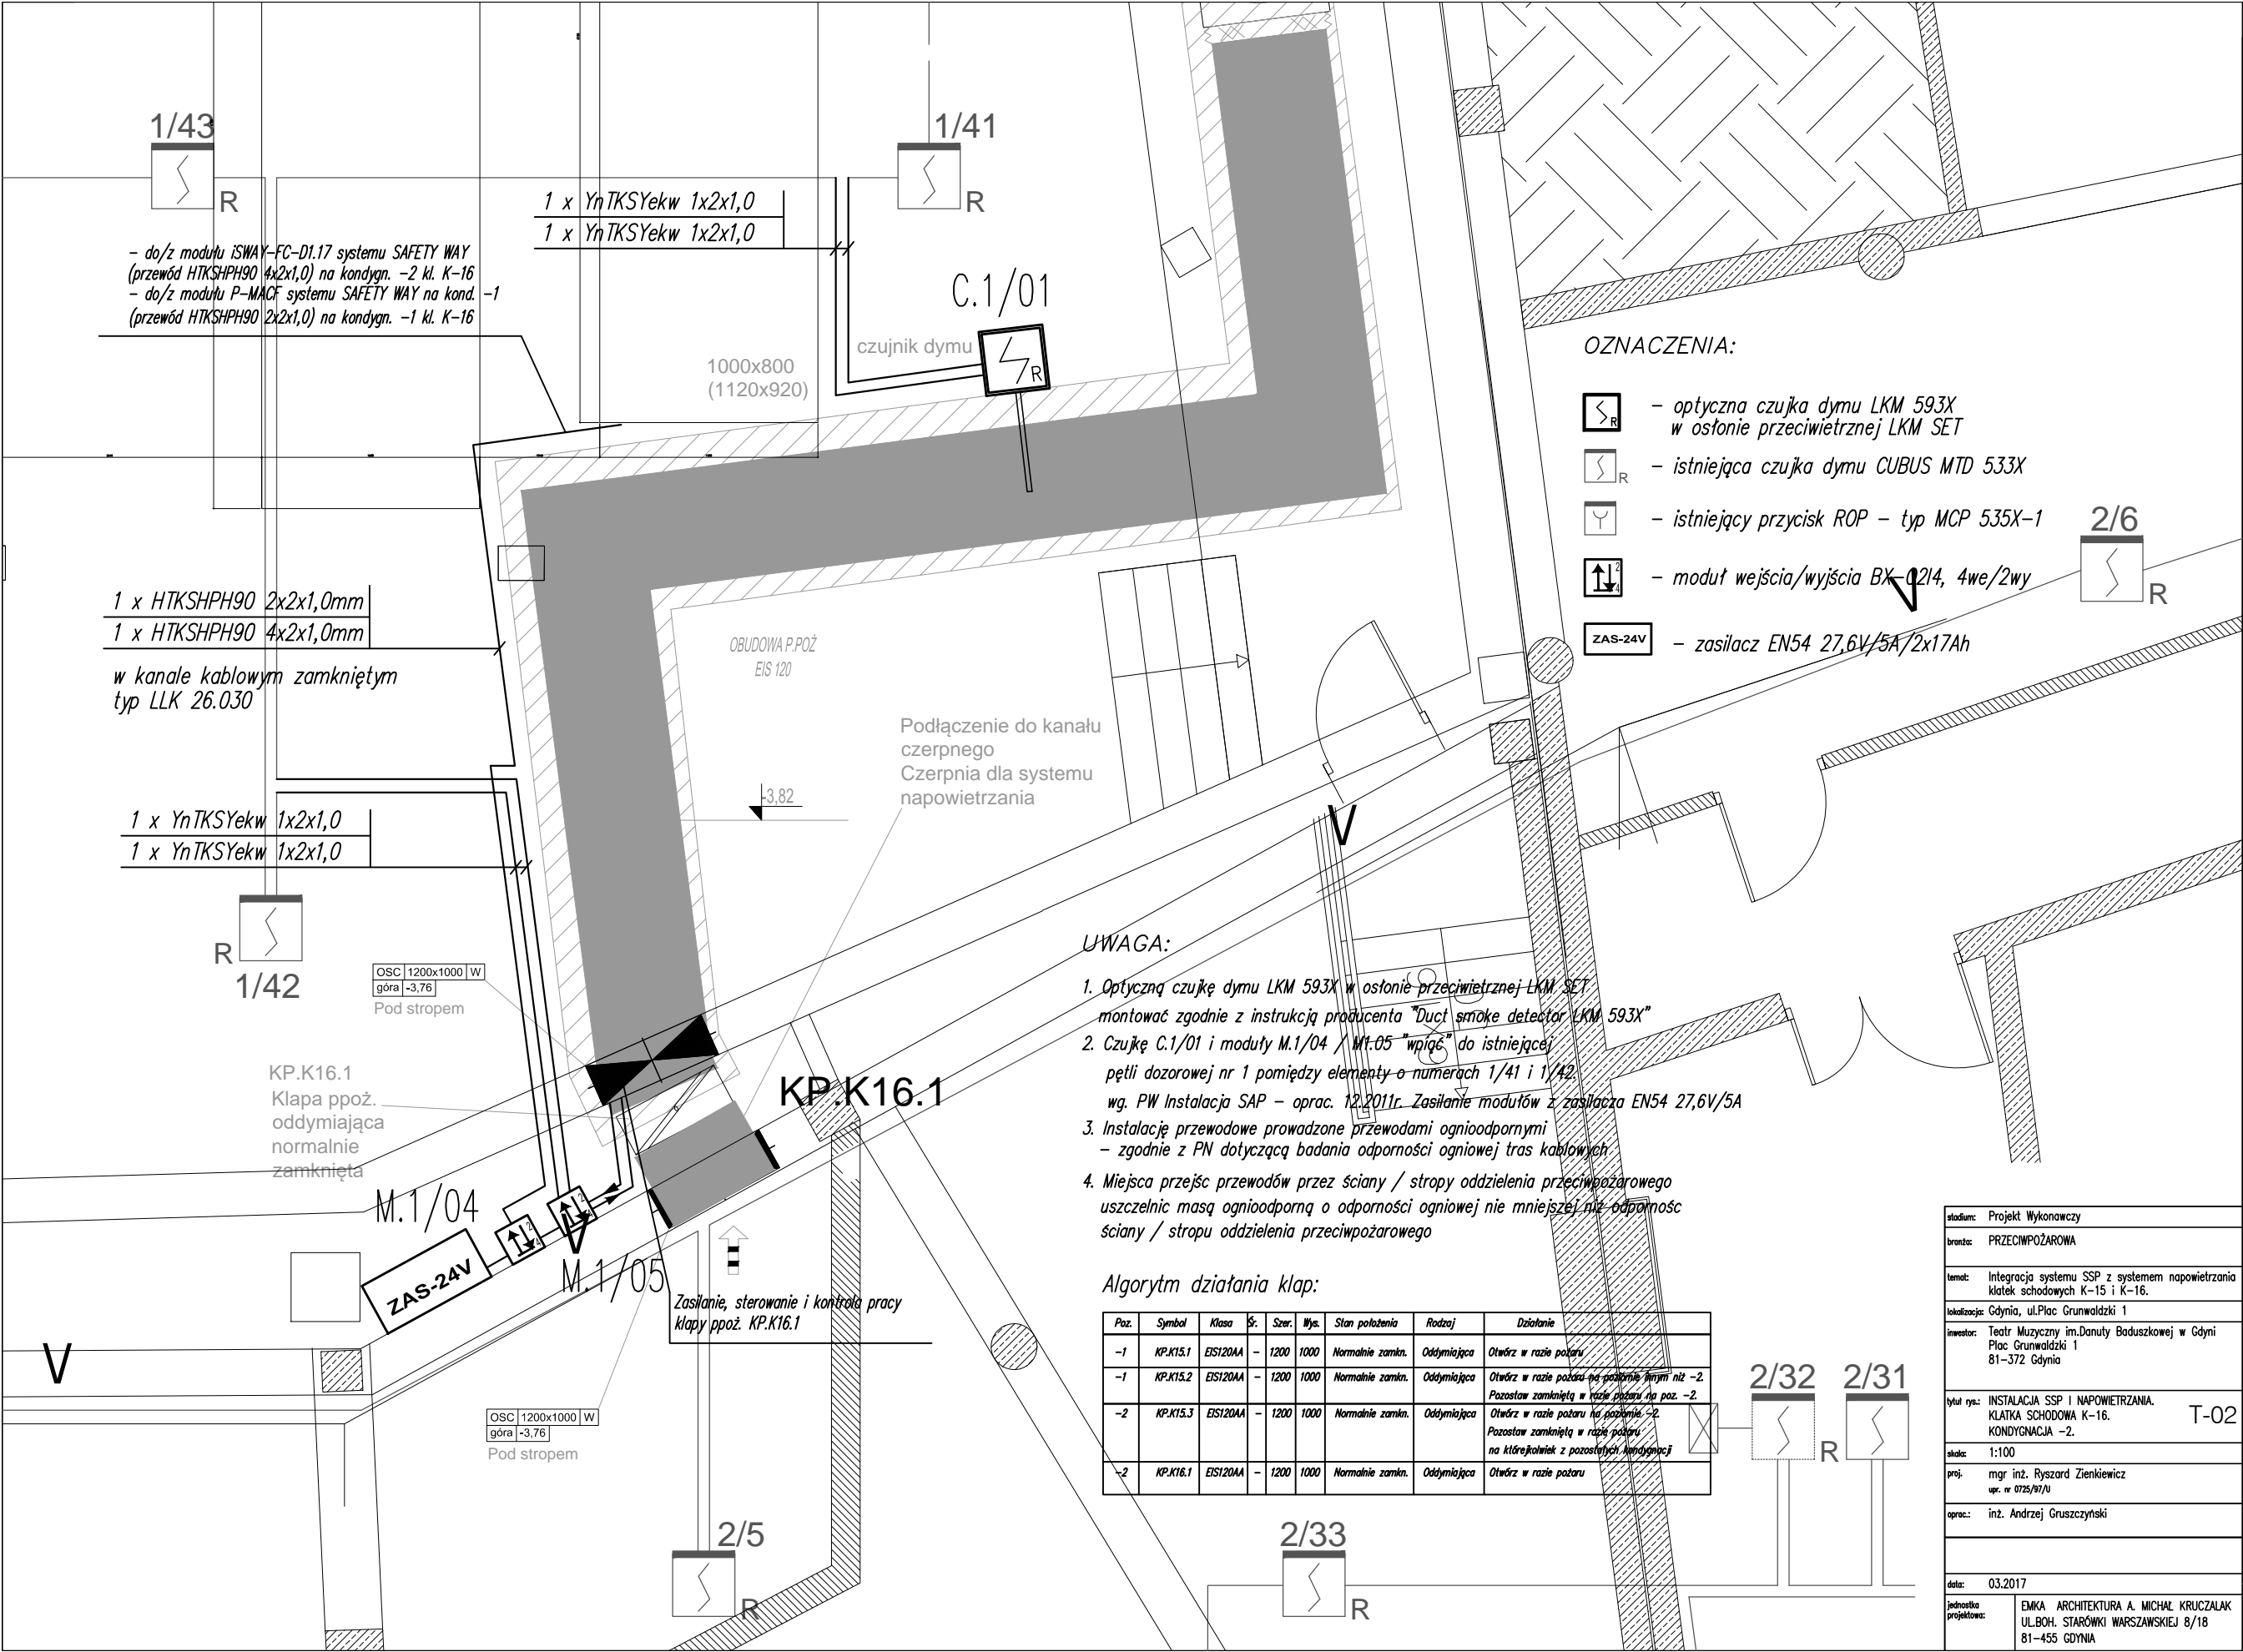 1/43
R
1/41
R
1 x YnTKSYekw 1x2x1,0
1 x YnTKSYekw 1x2x1,0
- do/z modułu iSWAY-FC-D1.17 systemu SAFETY WAY
(przewód HTKSHPH90 4x2x1,0) na kondygn. -2 kl. K-16
- do/z modułu P-MACF systemu SAFETY WAY na kond. -1
(przewód HTKSHPH90 2x2x1,0) na kondygn. -1 kl. K-16
C.1/01
czujnik dymu
R
1000x800
(1120x920)
OZNACZENIA:
R
- optyczna czujka dymu LKM 593X
w osłonie przeciwietrznej LKM SET
R
- istniejąca czujka dymu CUBUS MTD 533X
- istniejący przycisk ROP - typ MCP 535X-1
2
4
- moduł wejścia/wyjścia BX-O2I4, 4we/2wy
ZAS-24V
- zasilacz EN54 27,6V/5A/2x17Ah
2/6
R
V
1 x HTKSHPH90 2x2x1,0mm
1 x HTKSHPH90 4x2x1,0mm
w kanale kablowym zamkniętym
typ LLK 26.030
OBUDOWA P.POŻ
EIS 120
Podłączenie do kanału
czerpnego
Czerpnia dla systemu
napowietrzania
-3,82
V
1 x YnTKSYekw 1x2x1,0
1 x YnTKSYekw 1x2x1,0
R
1/42
OSC 1200x1000 W
góra -3,76
Pod stropem
KP.K16.1
Klapa ppoż.
oddymiająca
normalnie
zamknięta
KP.K16.1
UWAGA:
1. Optyczną czujkę dymu LKM 593X w osłonie przeciwietrznej LKM SET
montować zgodnie z instrukcją producenta "Duct smoke detector LKM 593X"
2. Czujkę C.1/01 i moduły M.1/04 / M1.05 "wpiąć" do istniejącej
pętli dozorowej nr 1 pomiędzy elementy o numerach 1/41 i 1/42.
wg. PW Instalacja SAP - oprac. 12.2011r. Zasilanie modułów z zasilacza EN54 27,6V/5A
3. Instalację przewodowe prowadzone przewodami ognioodpornymi
- zgodnie z PN dotyczącą badania odporności ogniowej tras kablowych
4. Miejsca przejśc przewodów przez ściany / stropy oddzielenia przeciwpożarowego
uszczelnic masą ognioodporną o odporności ogniowej nie mniejszej niż odpornośc
ściany / stropu oddzielenia przeciwpożarowego
M.1/04
2
4
2
V
M.1/05
ZAS-24V
Zasilanie, sterowanie i kontrola pracy
klapy ppoż. KP.K16.1
V
OSC 1200x1000 W
góra -3,76
Pod stropem
Algorytm działania klap:
Poz. Symbol Klasa Śr. Szer. Wys. Stan położenia Rodzaj Działanie
-1 KP.K15.1 EIS120AA - 1200 1000 Normalnie zamkn. Oddymiająca Otwórz w razie pożaru
-1 KP.K15.2 EIS120AA - 1200 1000 Normalnie zamkn. Oddymiająca Otwórz w razie pożaru na poziomie innym niż -2.
Pozostaw zamkniętą w razie pożaru na poz. -2.
-2 KP.K15.3 EIS120AA - 1200 1000 Normalnie zamkn. Oddymiająca Otwórz w razie pożaru na poziomie -2.
Pozostaw zamkniętą w razie pożaru
na którejkolwiek z pozostałych kondygnacji
-2 KP.K16.1 EIS120AA - 1200 1000 Normalnie zamkn. Oddymiająca Otwórz w razie pożaru
2/32
R
2/31
2/5
R
2/33
R
stadium: Projekt Wykonawczy
branża: PRZECIWPOŻAROWA
temat: Integracja systemu SSP z systemem napowietrzania
klatek schodowych K-15 i K-16.
lokalizacja: Gdynia, ul.Plac Grunwaldzki 1
inwestor: Teatr Muzyczny im.Danuty Baduszkowej w Gdyni
Plac Grunwaldzki 1
81-372 Gdynia
tytuł rys.: INSTALACJA SSP I NAPOWIETRZANIA.
KLATKA SCHODOWA K-16.
KONDYGNACJA -2.
T-02
skala: 1:100
proj. mgr inż. Ryszard Zienkiewicz
upr. nr 0725/97/U
oprac.: inż. Andrzej Gruszczyński
data: 03.2017
jednostka projektowa: EMKA ARCHITEKTURA A. MICHAŁ KRUCZALAK
UL.BOH. STARÓWKI WARSZAWSKIEJ 8/18
81-455 GDYNIA